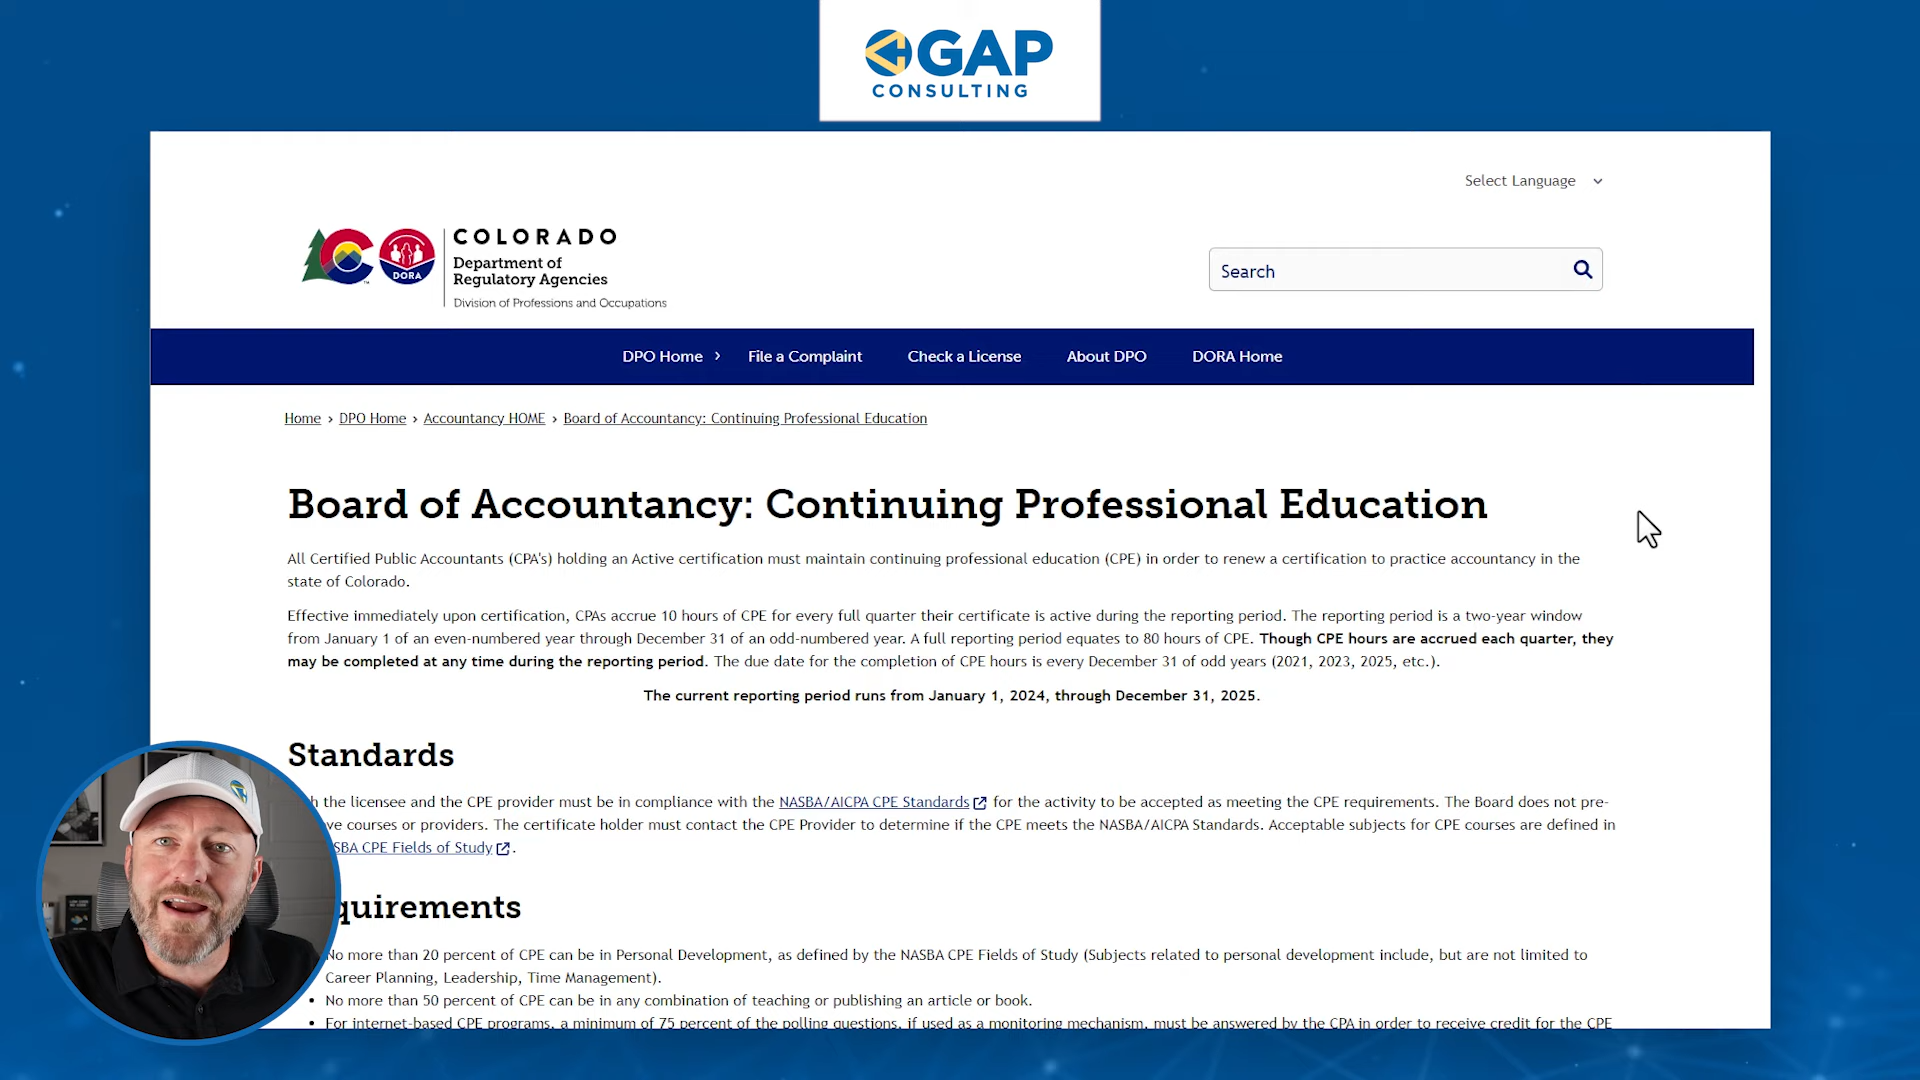 GAP
CONSULTING
Select Language
COLORADO
Department of
Regulatory Agencies
Division of Professions and Occupations
DORA
Search
DPO Home › File a Complaint Check a License About DPO DORA Home
Home › DPO Home › Accountancy HOME › Board of Accountancy: Continuing Professional Education
Board of Accountancy: Continuing Professional Education
All Certified Public Accountants (CPA's) holding an Active certification must maintain continuing professional education (CPE) in order to renew a certification to practice accountancy in the
state of Colorado.
Effective immediately upon certification, CPAs accrue 10 hours of CPE for every full quarter their certificate is active during the reporting period. The reporting period is a two-year window
from January 1 of an even-numbered year through December 31 of an odd-numbered year. A full reporting period equates to 80 hours of CPE. Though CPE hours are accrued each quarter, they
may be completed at any time during the reporting period. The due date for the completion of CPE hours is every December 31 of odd years (2021, 2023, 2025, etc.).
The current reporting period runs from January 1, 2024, through December 31, 2025.
Standards
the licensee and the CPE provider must be in compliance with the NASBA/AICPA CPE Standards for the activity to be accepted as meeting the CPE requirements. The Board does not pre-
courses or providers. The certificate holder must contact the CPE Provider to determine if the CPE meets the NASBA/AICPA Standards. Acceptable subjects for CPE courses are defined in
SBA CPE Fields of Study.
quirements
No more than 20 percent of CPE can be in Personal Development, as defined by the NASBA CPE Fields of Study (Subjects related to personal development include, but are not limited to
Career Planning, Leadership, Time Management).
• No more than 50 percent of CPE can be in any combination of teaching or publishing an article or book.
• For internet-based CPE programs, a minimum of 75 percent of the polling questions, if used as a monitoring mechanism, must be answered by the CPA in order to receive credit for the CPE